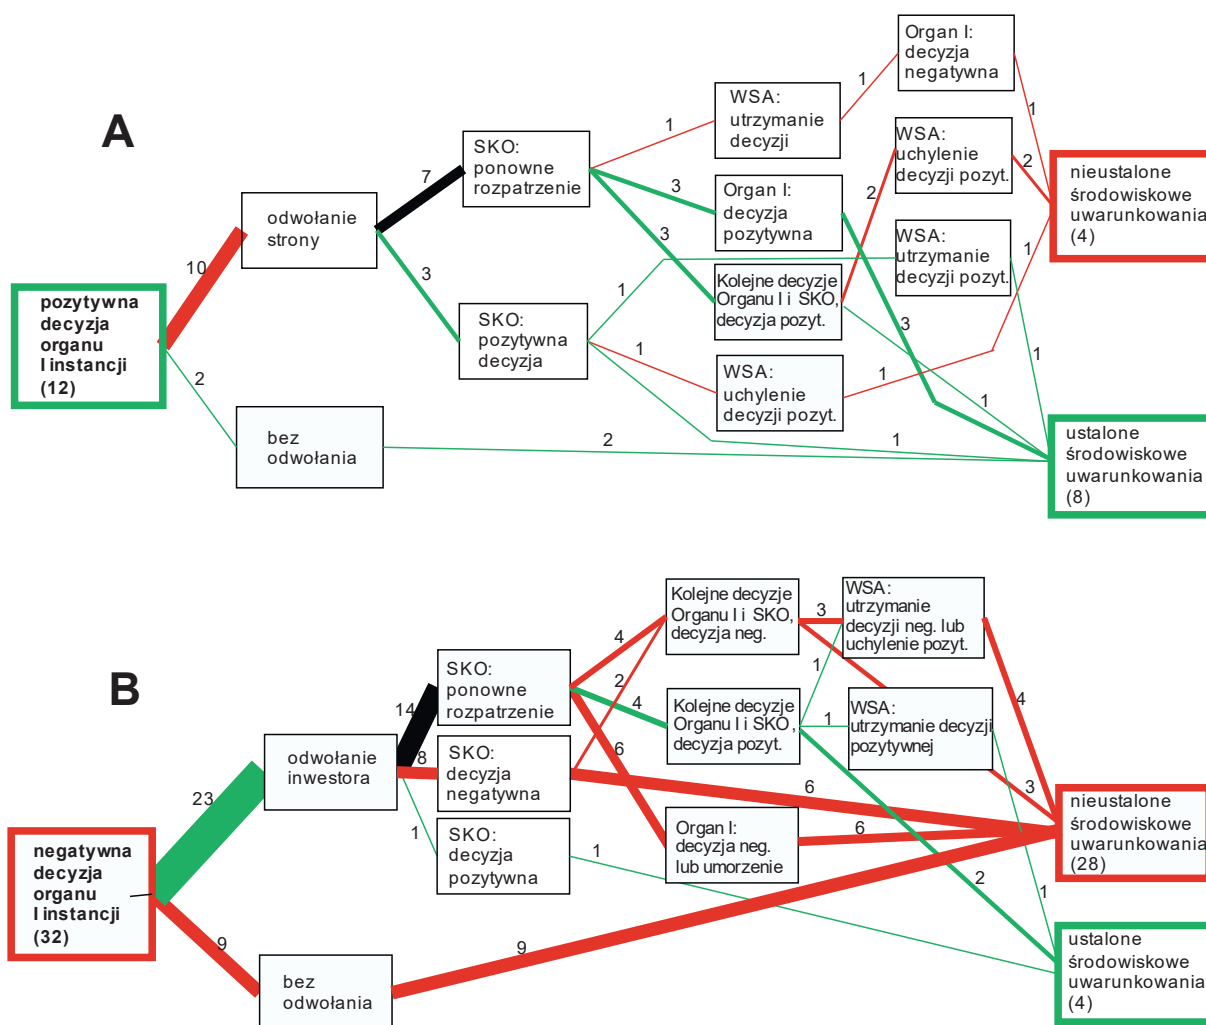 A
pozytywna
decyzja
organu
I instancji
(12)
10
2
odwołanie
strony
bez
odwołania
7
3
SKO:
ponowne
rozpatrzenie
SKO:
pozytywna
decyzja
1
3
3
1
1
2
1
WSA:
utrzymanie
decyzji
Organ I:
decyzja
pozytywna
Kolejne decyzje
Organu I i SKO,
decyzja pozyt.
WSA:
uchylenie
decyzji pozyt.
1
2
3
1
1
Organ I:
decyzja
negatywna
WSA:
uchylenie
decyzji pozyt.
WSA:
utrzymanie
decyzji pozyt.
1
2
1
1
nieustalone
środowiskowe
uwarunkowania
(4)
ustalone
środowiskowe
uwarunkowania
(8)
B
negatywna
decyzja
organu
I instancji
(32)
23
9
odwołanie
inwestora
bez
odwołania
14
8
1
SKO:
ponowne
rozpatrzenie
SKO:
decyzja
negatywna
SKO:
decyzja
pozytywna
4
2
4
6
1
9
Kolejne decyzje
Organu I i SKO,
decyzja neg.
Kolejne decyzje
Organu I i SKO,
decyzja pozyt.
Organ I:
decyzja neg.
lub umorzenie
3
1
1
6
6
2
WSA:
utrzymanie
decyzji neg. lub
uchylenie pozyt.
WSA:
utrzymanie decyzji
pozytywnej
4
3
1
nieustalone
środowiskowe
uwarunkowania
(28)
ustalone
środowiskowe
uwarunkowania
(4)